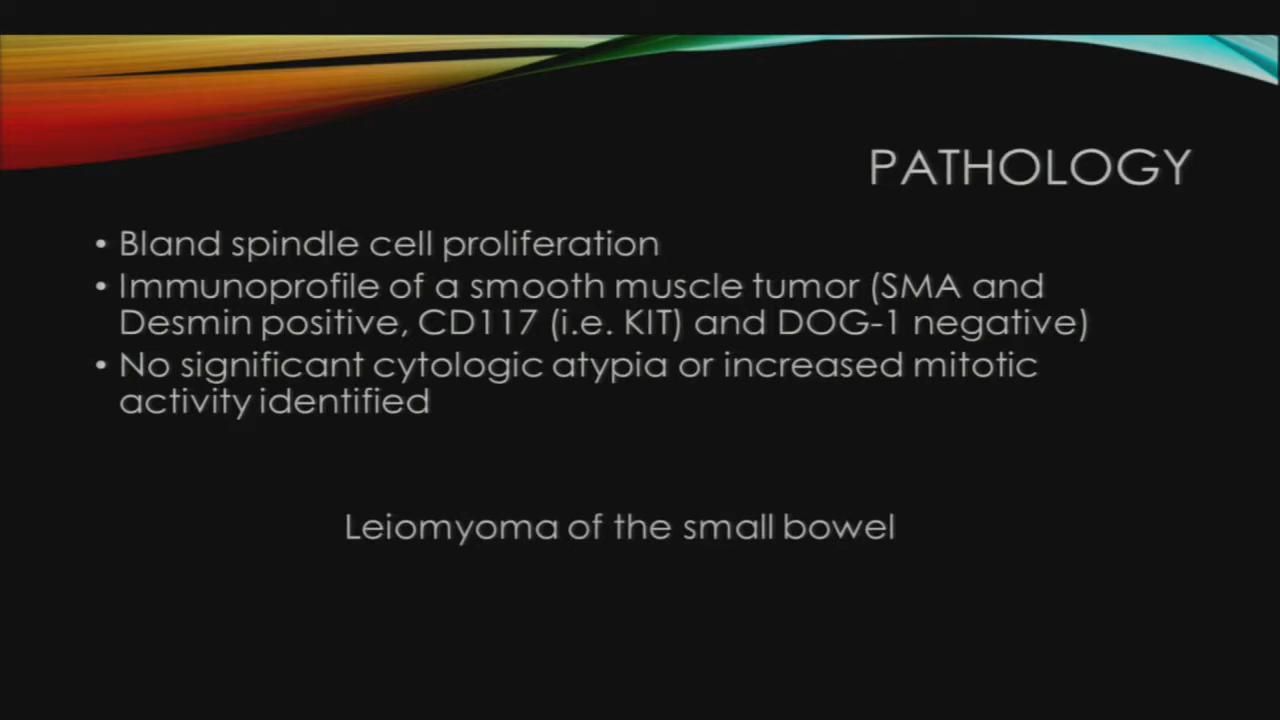 PATHOLOGY
• Bland spindle cell proliferation
• Immunoprofile of a smooth muscle tumor (SMA and
Desmin positive, CD117 (i.e. KIT) and DOG-1 negative)
• No significant cytologic atypia or increased mitotic
activity identified
Leiomyoma of the small bowel